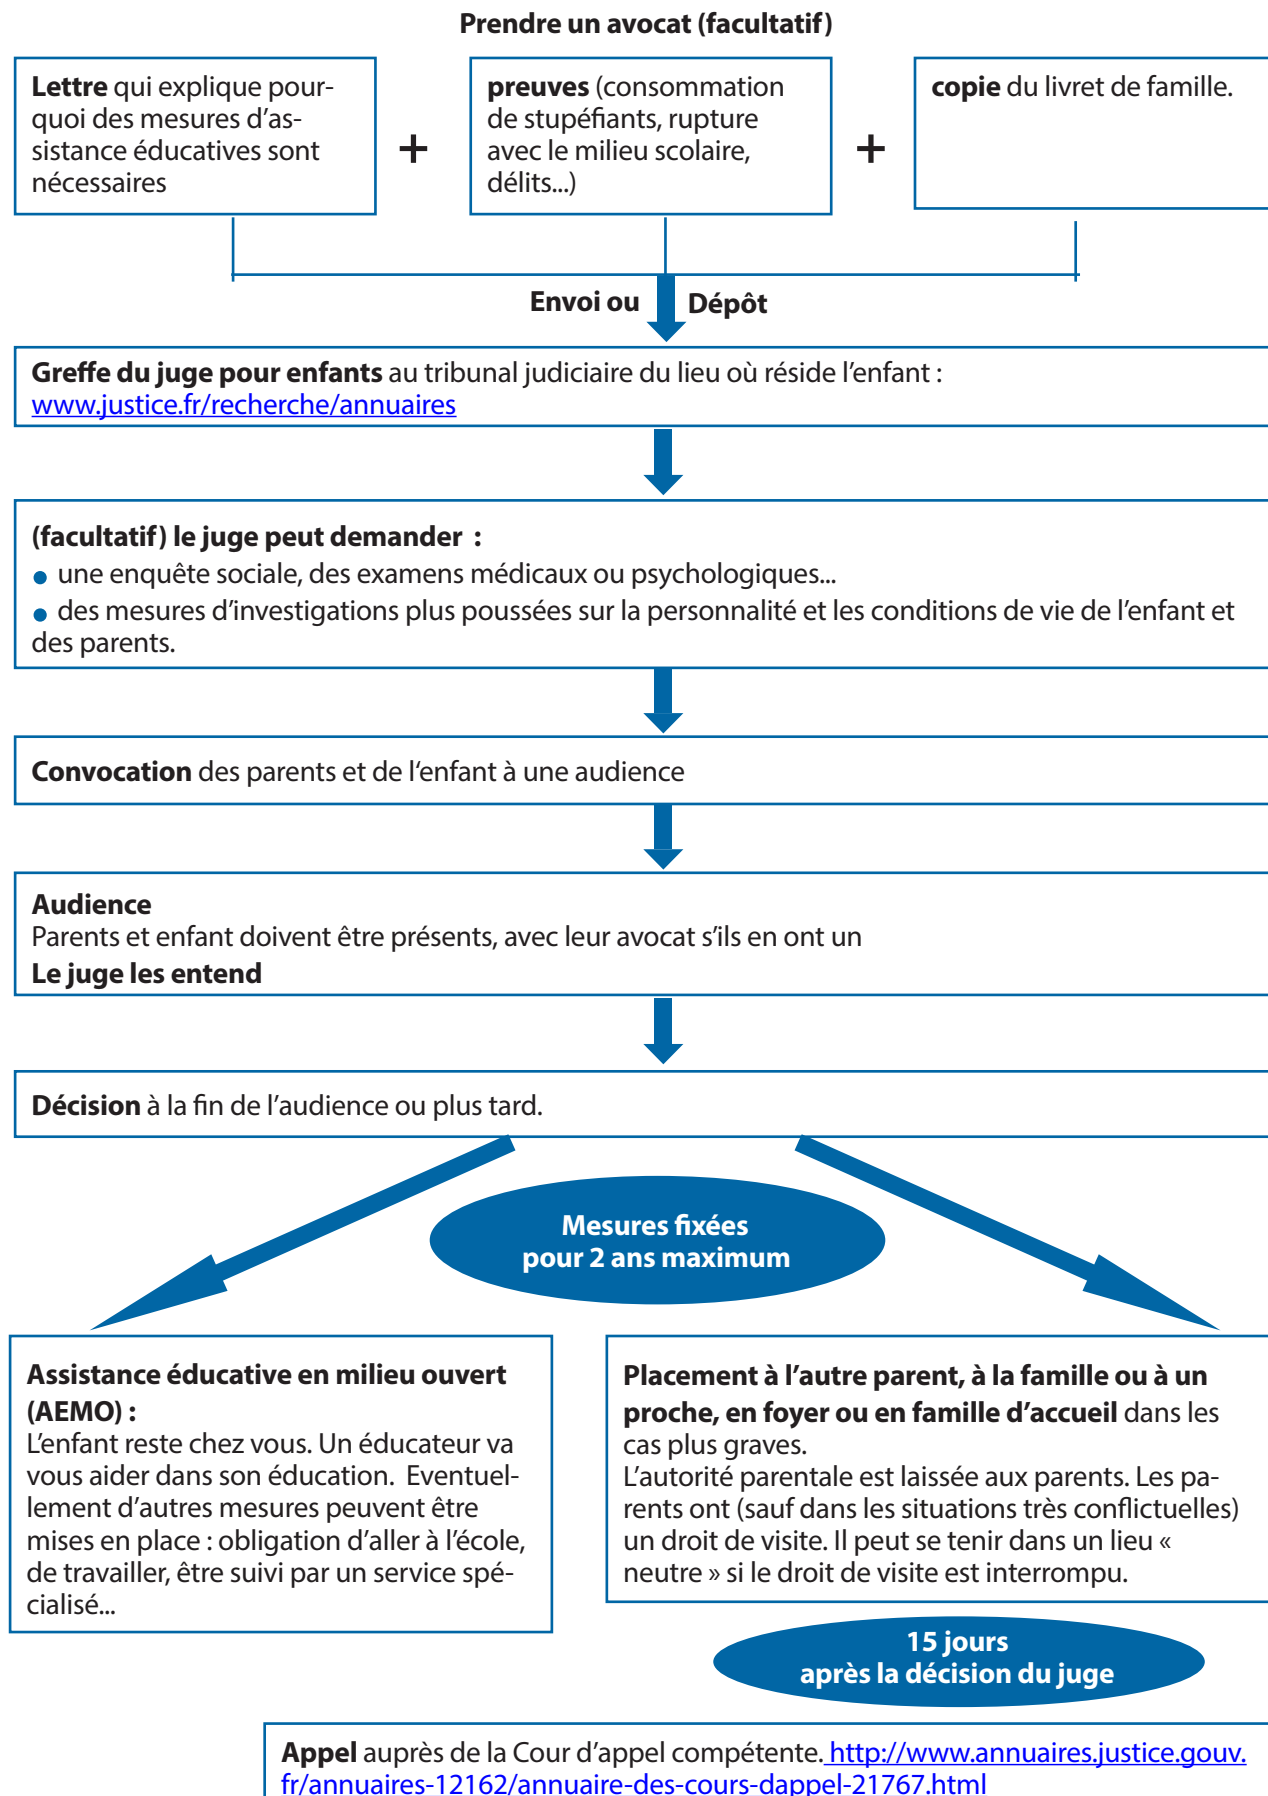 Prendre un avocat (facultatif)
Lettre qui explique pour-
quoi des mesures d'as-
sistance éducatives sont
nécessaires
+
preuves (consommation
de stupéfiants, rupture
avec le milieu scolaire,
délits...)
+
copie du livret de famille.
Envoi ou Dépôt
Greffe du juge pour enfants au tribunal judiciaire du lieu où réside l'enfant :
www.justice.fr/recherche/annuaires
(facultatif) le juge peut demander :
● une enquête sociale, des examens médicaux ou psychologiques...
● des mesures d'investigations plus poussées sur la personnalité et les conditions de vie de l'enfant et
des parents.
Convocation des parents et de l'enfant à une audience
Audience
Parents et enfant doivent être présents, avec leur avocat s'ils en ont un
Le juge les entend
Décision à la fin de l'audience ou plus tard.
Mesures fixées
pour 2 ans maximum
Assistance éducative en milieu ouvert
(AEMO) :
L'enfant reste chez vous. Un éducateur va
vous aider dans son éducation. Eventuel-
lement d'autres mesures peuvent être
mises en place : obligation d'aller à l'école,
de travailler, être suivi par un service spé-
cialisé...
Placement à l'autre parent, à la famille ou à un
proche, en foyer ou en famille d'accueil dans les
cas plus graves.
L'autorité parentale est laissée aux parents. Les pa-
rents ont (sauf dans les situations très conflictuelles)
un droit de visite. Il peut se tenir dans un lieu «
neutre » si le droit de visite est interrompu.
15 jours
après la décision du juge
Appel auprès de la Cour d'appel compétente. http://www.annuaires.justice.gouv.
fr/annuaires-12162/annuaire-des-cours-dappel-21767.html